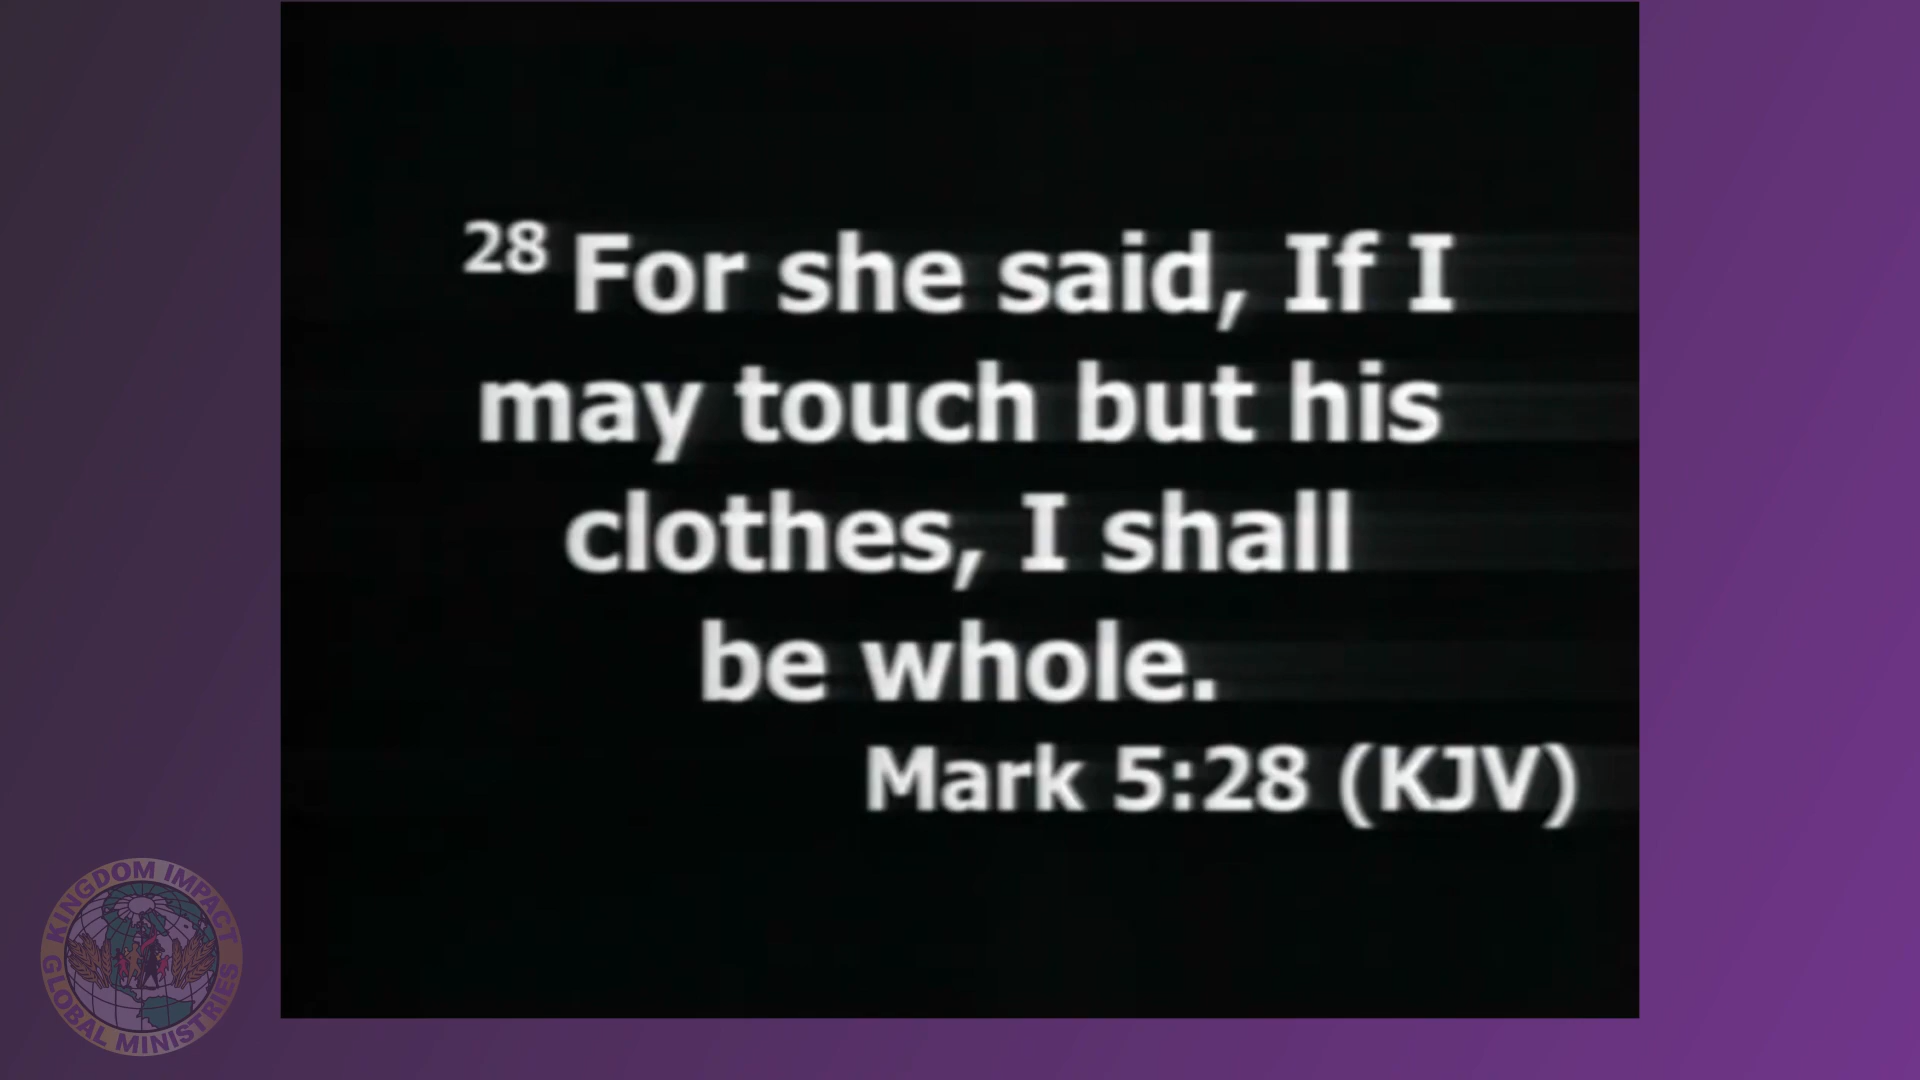 28 For she said, If I
may touch but his
clothes, I shall
be whole.
Mark 5:28 (KJV)
KINGDOM IMPACT
GLOBAL MINISTRIES